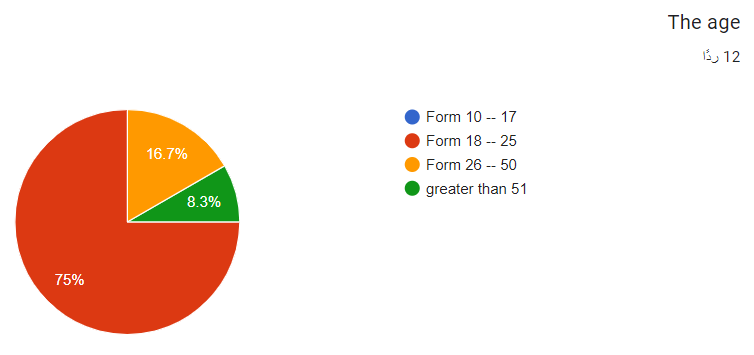 The age
12 ردًا
Form 10 -- 17
Form 18 -- 25
Form 26 -- 50
greater than 51
16.7%
8.3%
75%